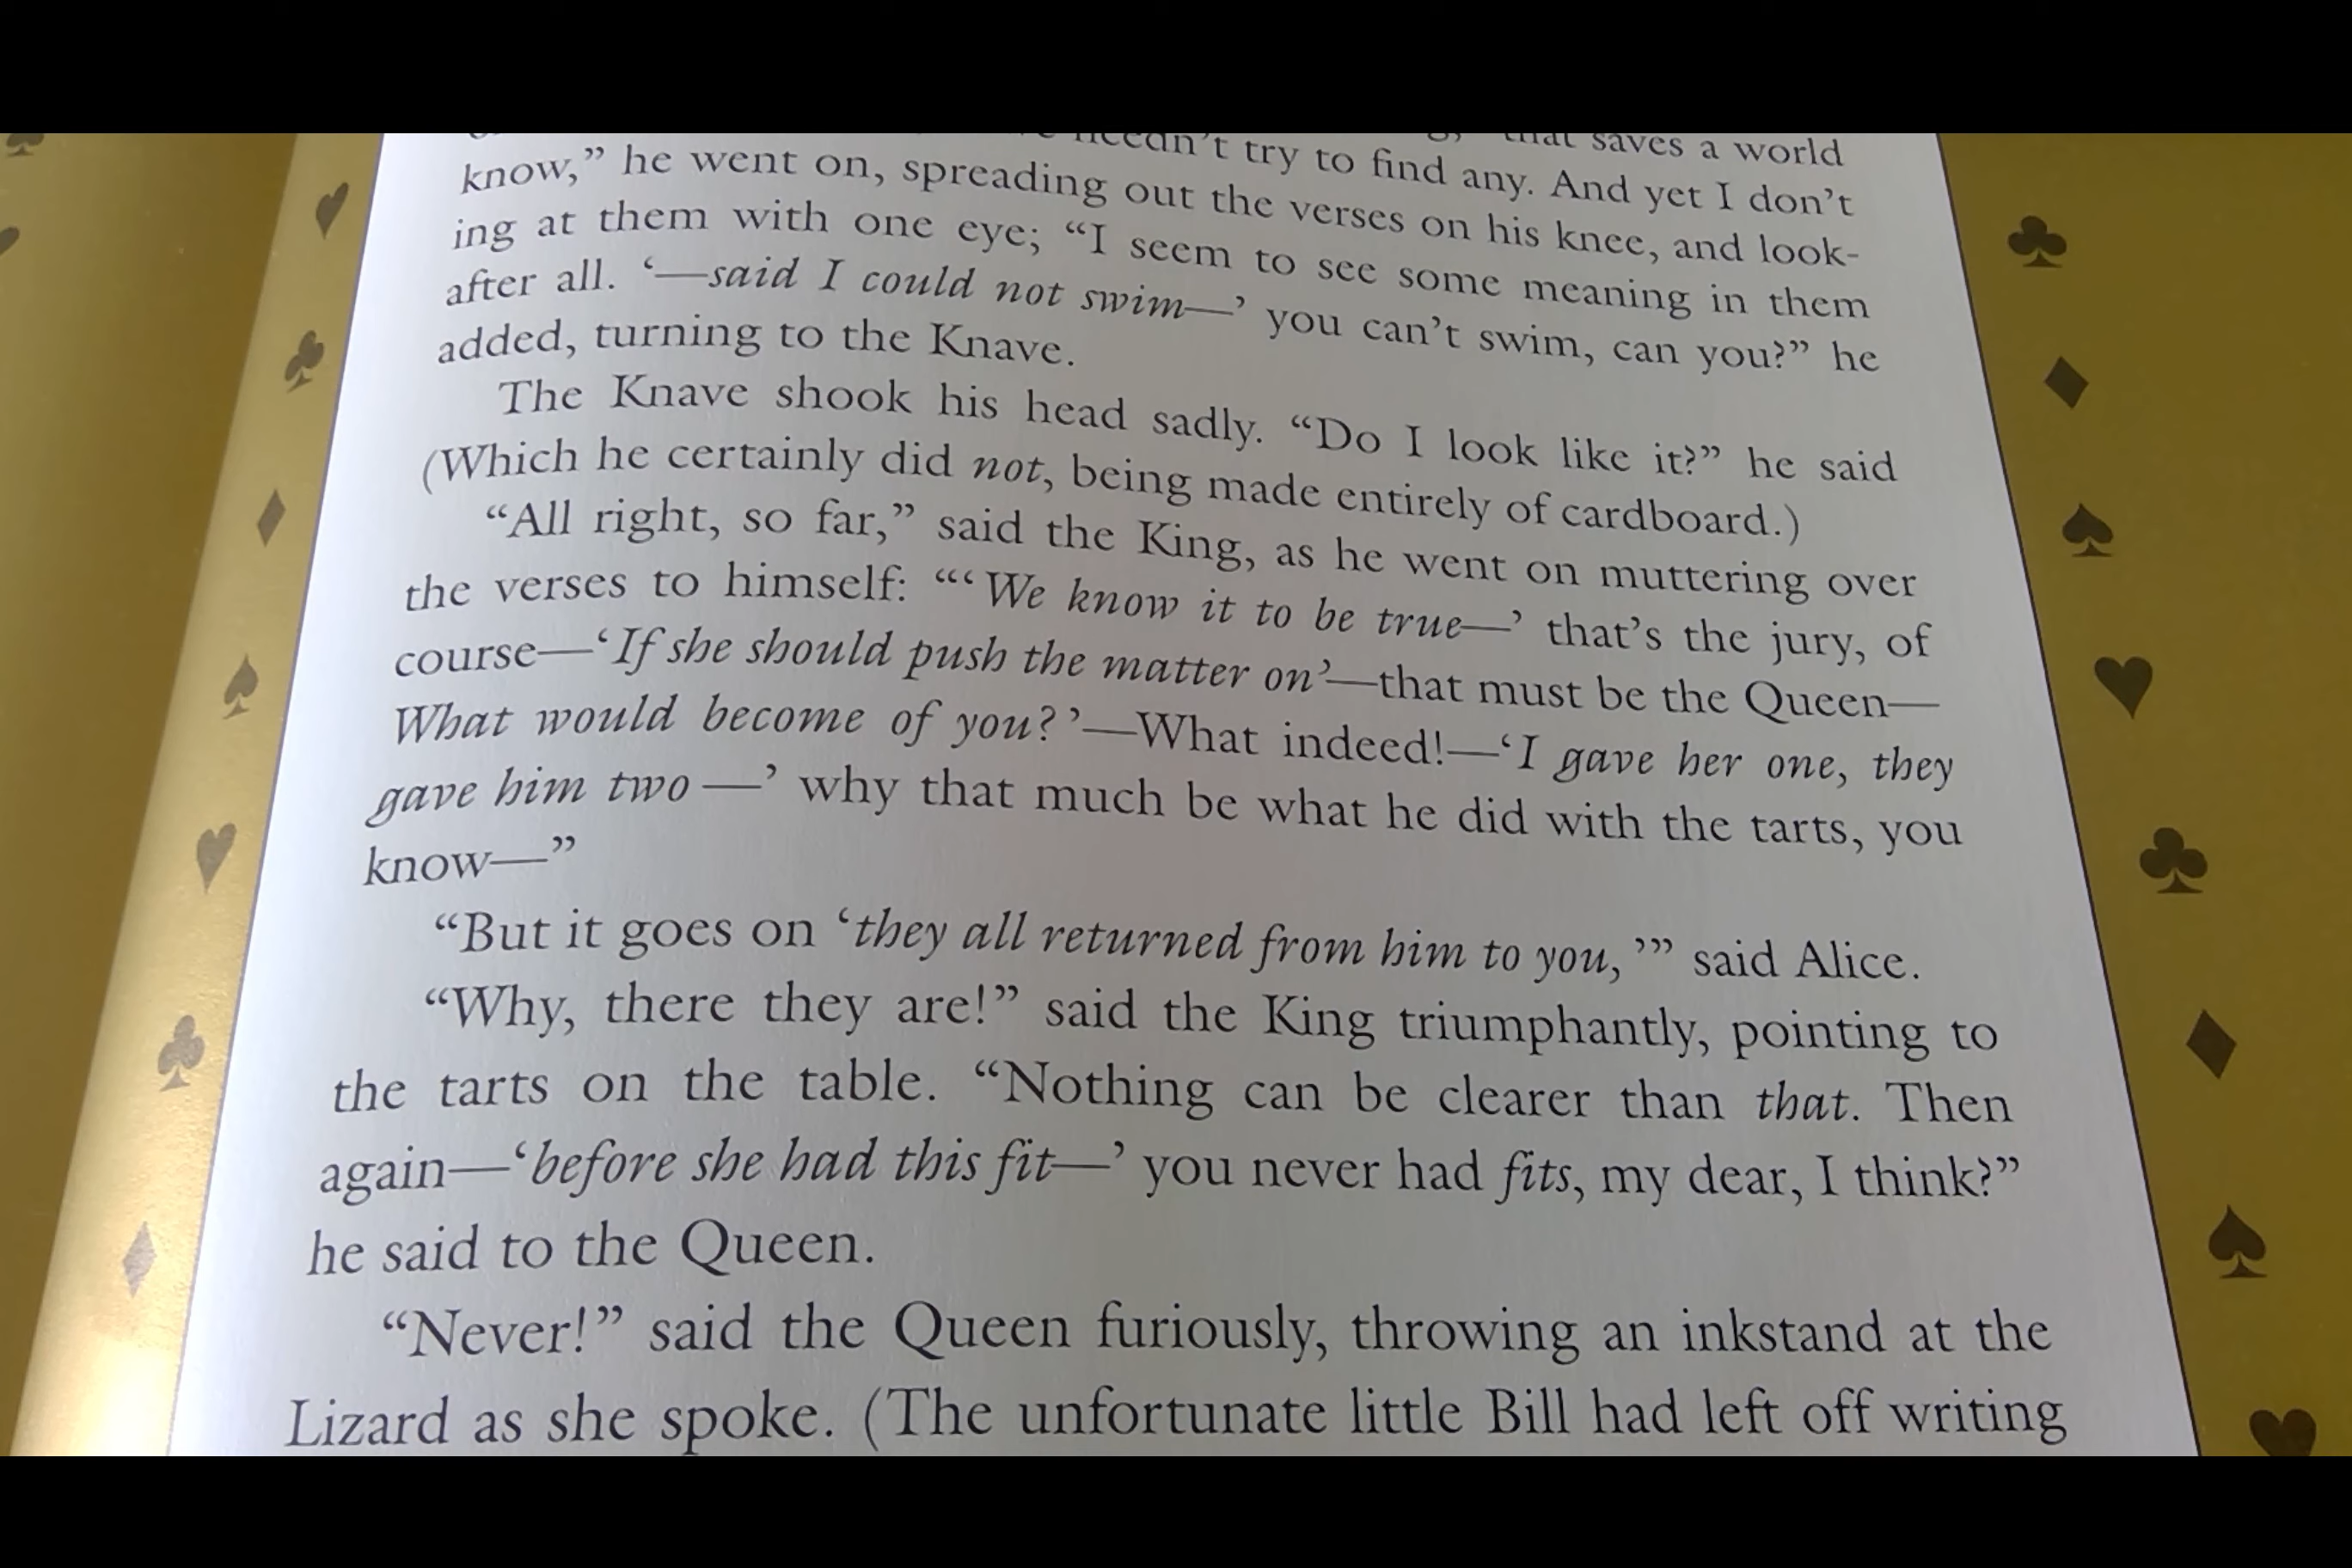 that saves a world
needn’t try to find any. And yet I don’t
know,” he went on, spreading out the verses on his knee, and look-
ing at them with one eye; “I seem to see some meaning in them
after all. ‘—said I could not swim—’ you can’t swim, can you?” he
added, turning to the Knave.
The Knave shook his head sadly. “Do I look like it?” he said
(Which he certainly did not, being made entirely of cardboard.)
“All right, so far,” said the King, as he went on muttering over
the verses to himself: “‘‘We know it to be true—’ that’s the jury, of
course—‘If she should push the matter on’—that must be the Queen—
What would become of you?’—What indeed!—‘I gave her one, they
gave him two—’ why that much be what he did with the tarts, you
know—”
“But it goes on ‘they all returned from him to you,’” said Alice.
“Why, there they are!” said the King triumphantly, pointing to
the tarts on the table. “Nothing can be clearer than that. Then
again—‘before she had this fit—’ you never had fits, my dear, I think?”
he said to the Queen.
“Never!” said the Queen furiously, throwing an inkstand at the
Lizard as she spoke. (The unfortunate little Bill had left off writing